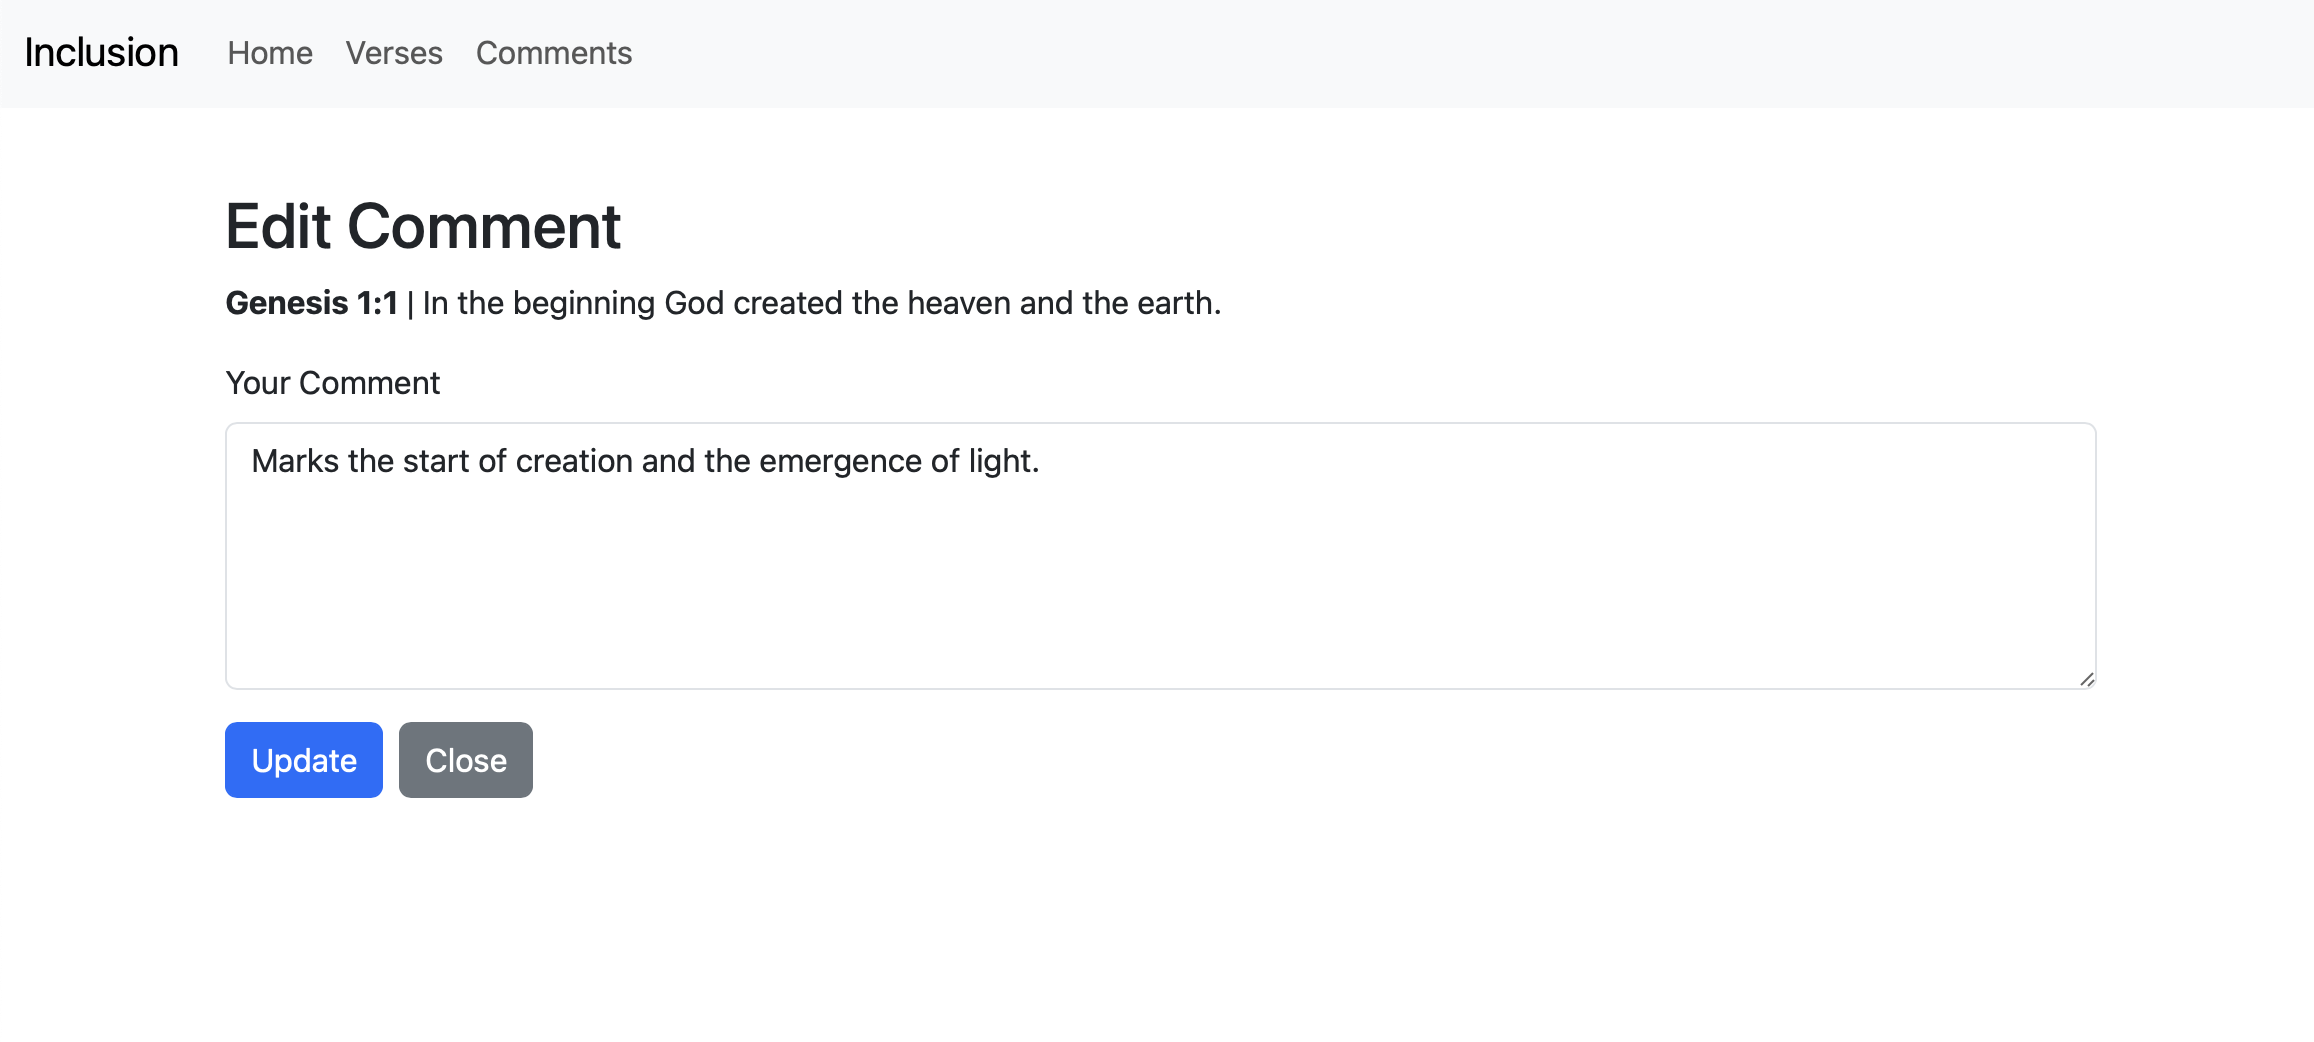 Inclusion Home Verses Comments
Edit Comment
Genesis 1:1 | In the beginning God created the heaven and the earth.
Your Comment
Marks the start of creation and the emergence of light.
Update Close